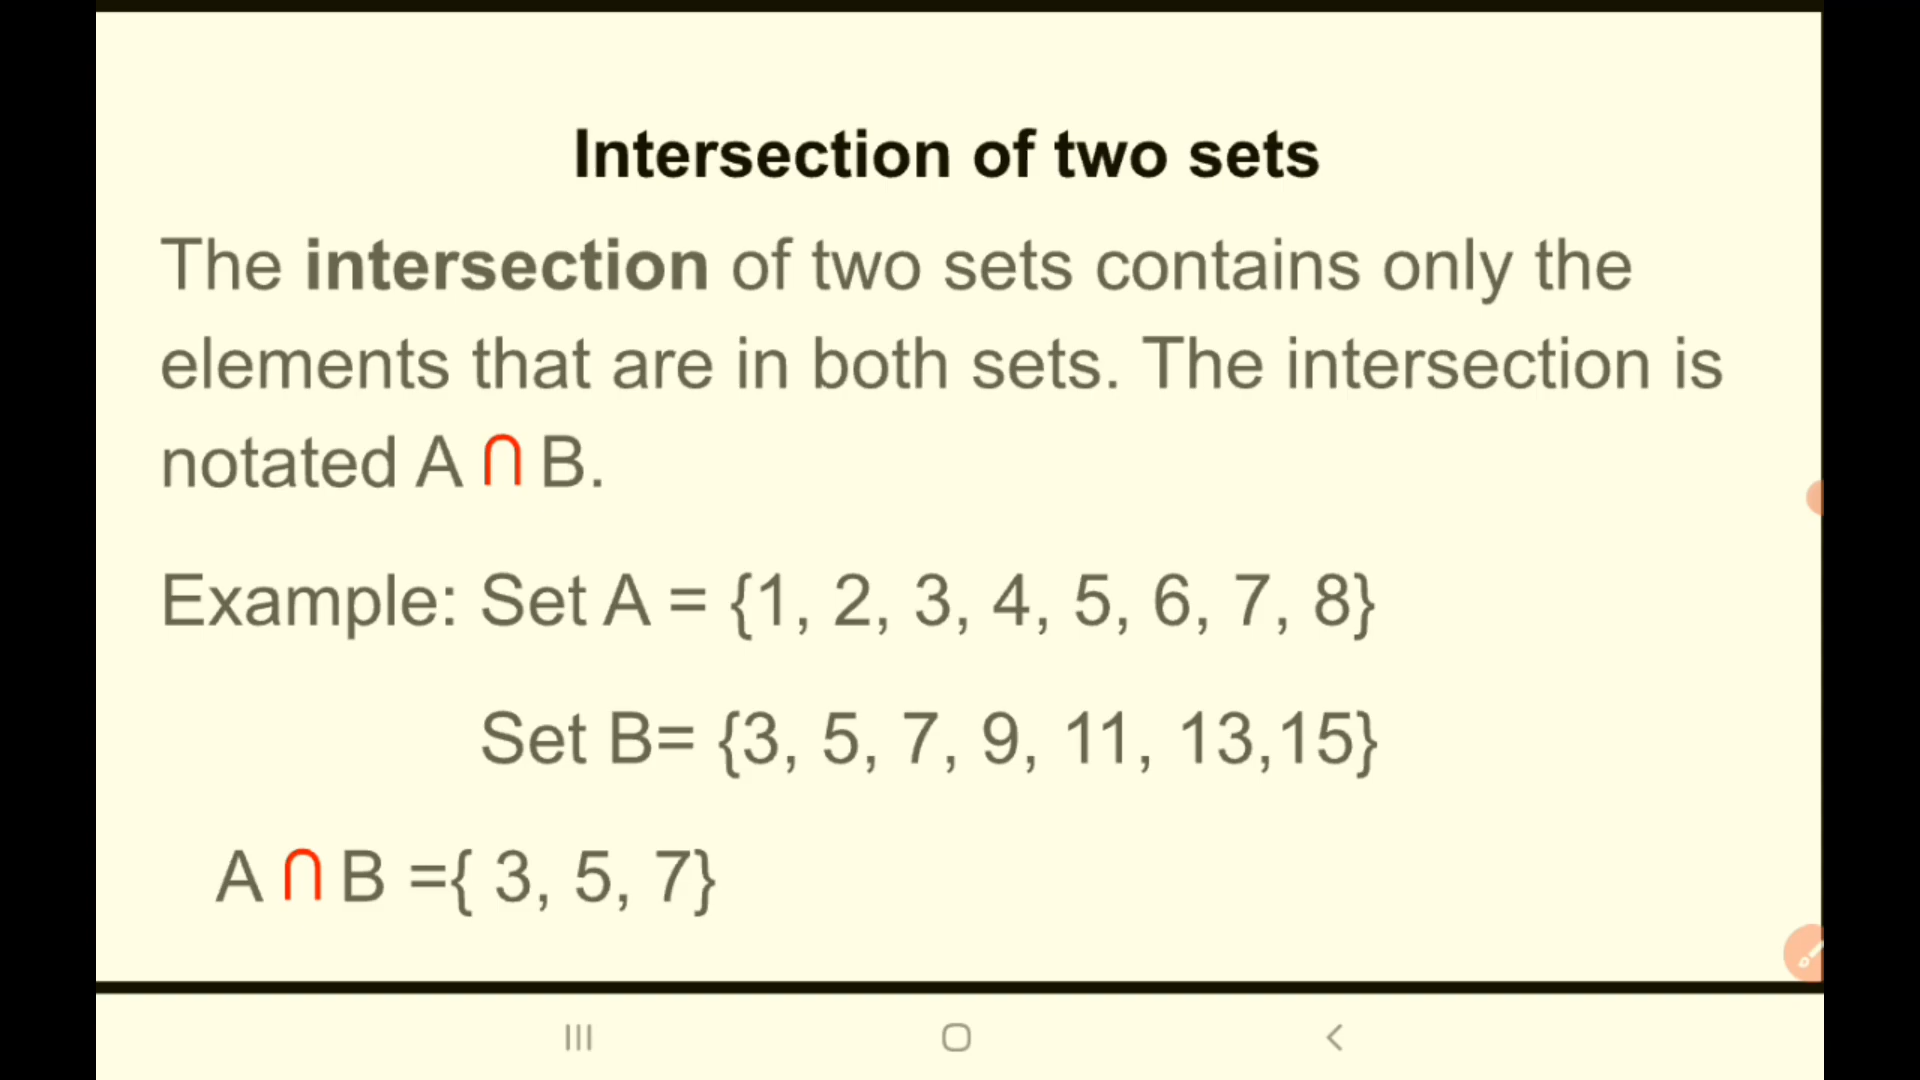 Intersection of two sets
The intersection of two sets contains only the
elements that are in both sets. The intersection is
notated A ∩ B.
Example: Set A = {1, 2, 3, 4, 5, 6, 7, 8}
Set B= {3, 5, 7, 9, 11, 13,15}
A ∩ B ={ 3, 5, 7}